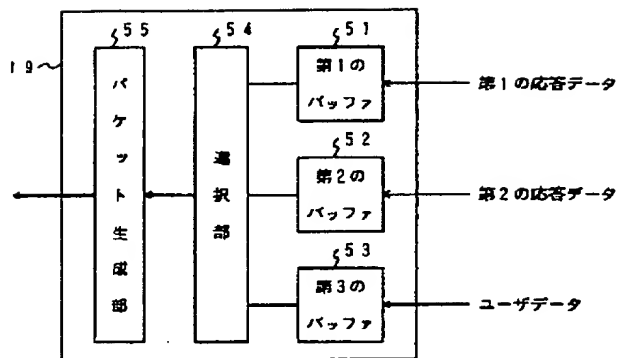 19
55
54
51
パケット生成部
選択部
第1の
バッファ
第1の応答データ
52
第2の
バッファ
第2の応答データ
53
第3の
バッファ
ユーザデータ